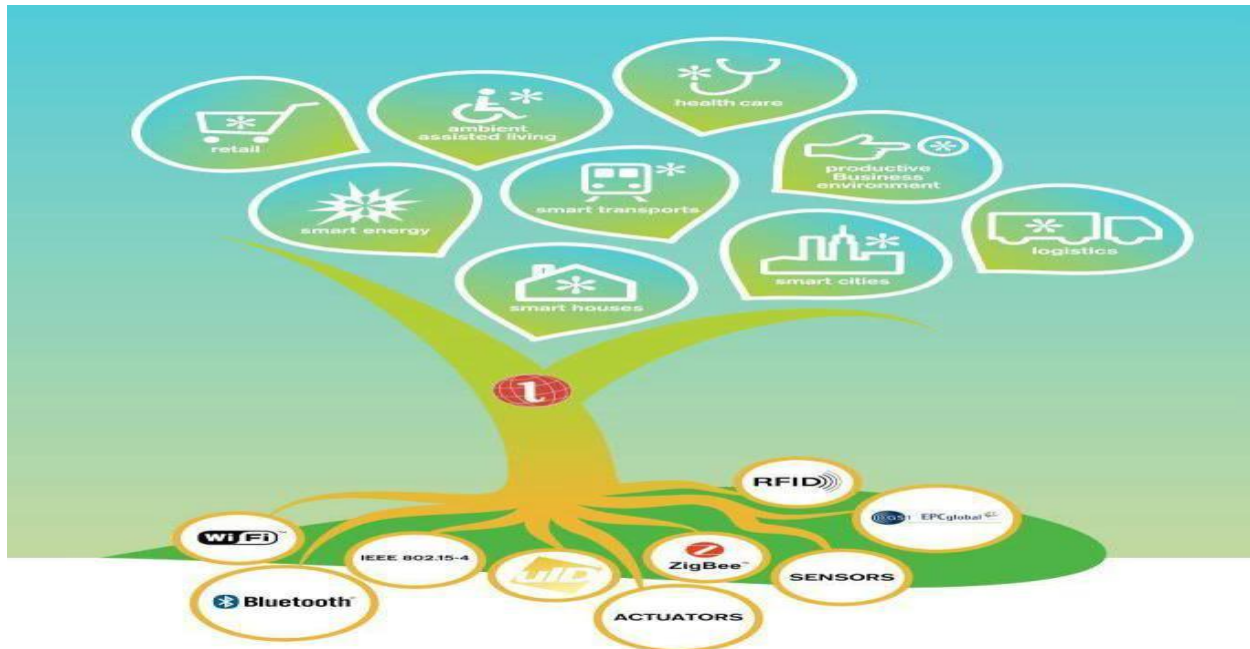 health care
ambient
assisted living
retail
productive
Business
environment
smart transports
smart energy
logistics
smart cities
smart houses
RFID
GS1 EPCglobal
WiFi
IEEE 802.15-4
ZigBee
UID
SENSORS
Bluetooth
ACTUATORS